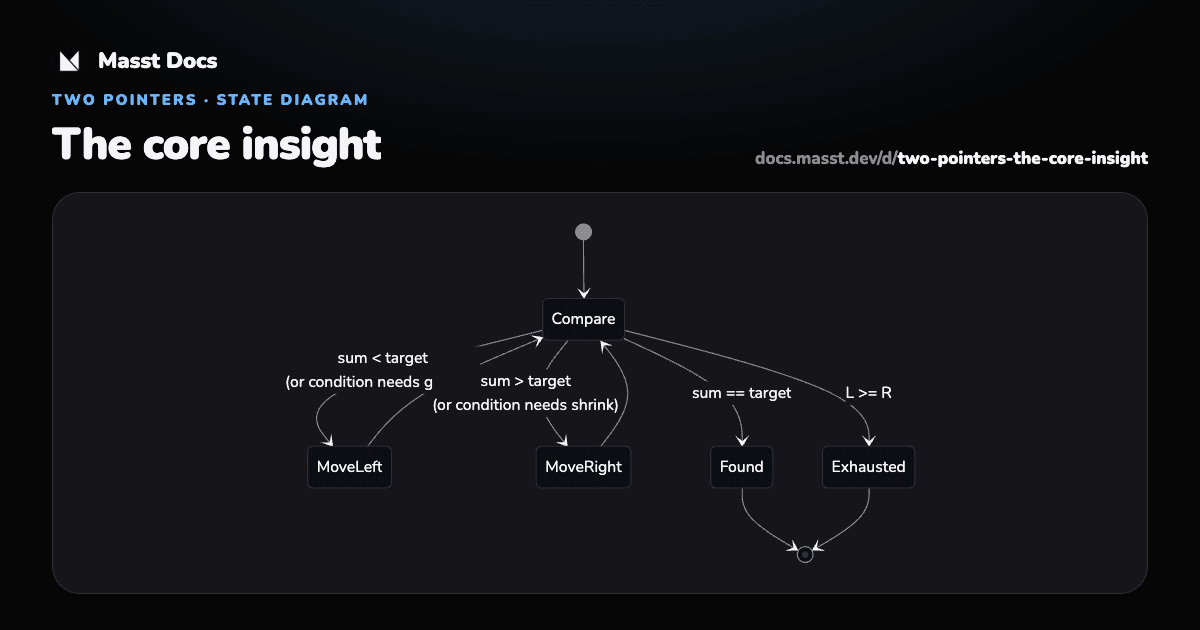 Masst Docs
TWO POINTERS · STATE DIAGRAM
The core insight
docs.masst.dev/d/two-pointers-the-core-insight
Compare
sum < target
(or condition needs g
sum > target
(or condition needs shrink)
sum == target
L >= R
MoveLeft
MoveRight
Found
Exhausted